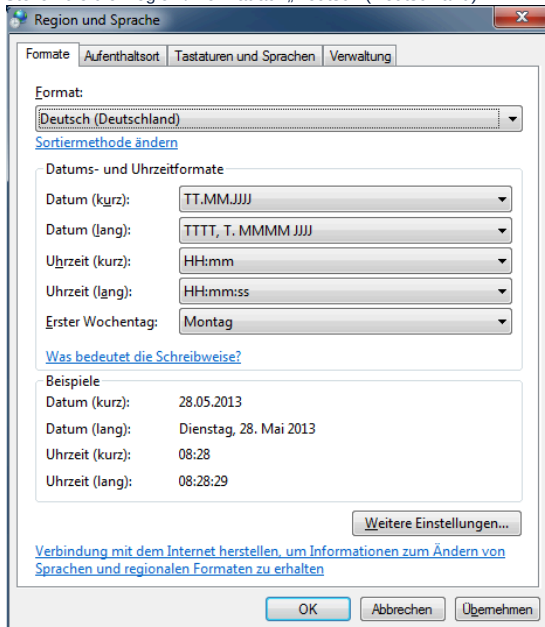 Region und Sprache
Formate Aufenthaltsort Tastaturen und Sprachen Verwaltung
Format:
Deutsch (Deutschland)
Sortiermethode ändern
Datums- und Uhrzeitformate
Datum (kurz): TT.MM.JJJJ
Datum (lang): TTTT, T. MMMM JJJJ
Uhrzeit (kurz): HH:mm
Uhrzeit (lang): HH:mm:ss
Erster Wochentag: Montag
Was bedeutet die Schreibweise?
Beispiele
Datum (kurz): 28.05.2013
Datum (lang): Dienstag, 28. Mai 2013
Uhrzeit (kurz): 08:28
Uhrzeit (lang): 08:28:29
Weitere Einstellungen...
Verbindung mit dem Internet herstellen, um Informationen zum Ändern von
Sprachen und regionalen Formaten zu erhalten
OK Abbrechen Übernehmen